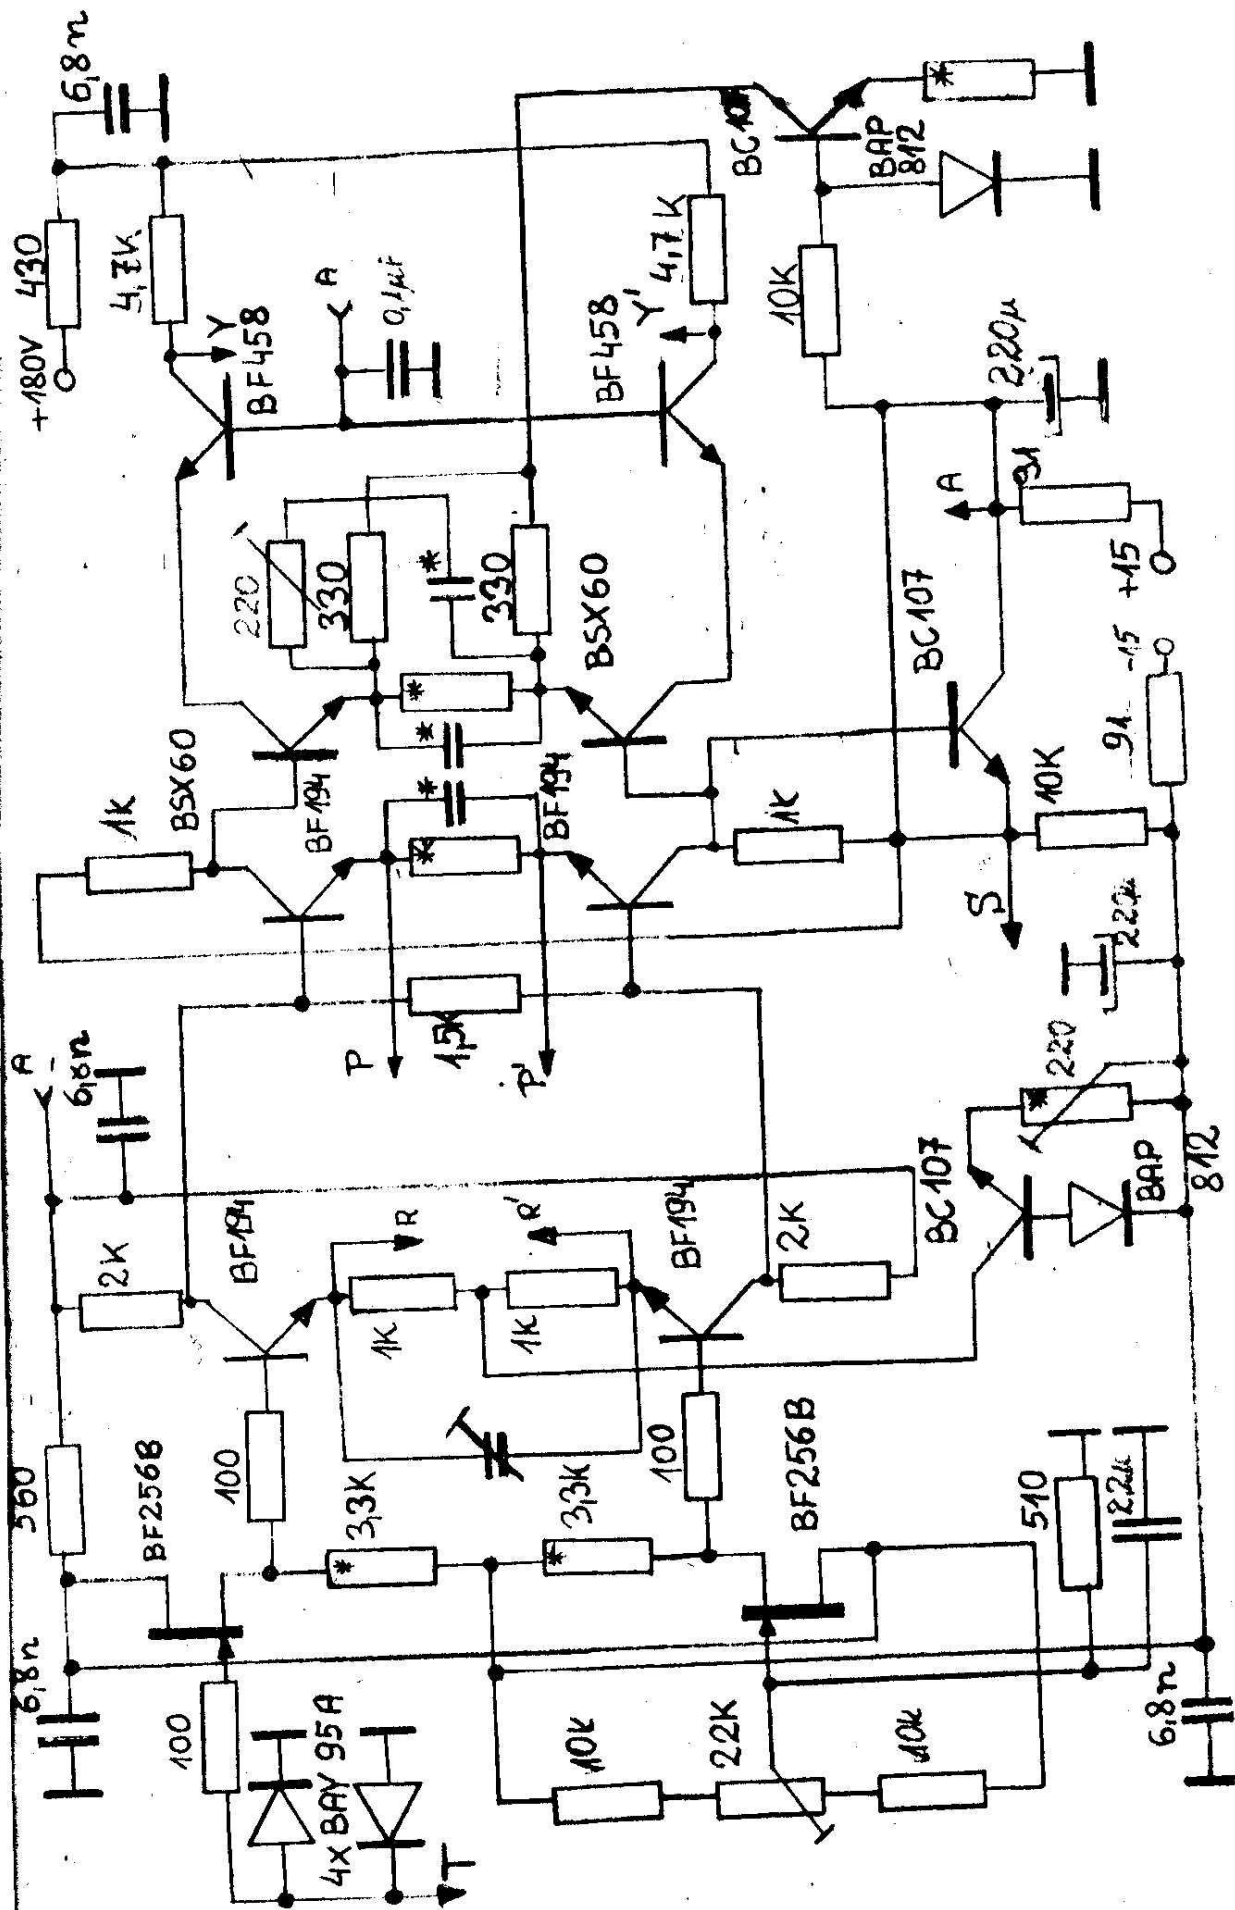 6,8n
560
A
6,8n
+180V
430
6,8n
100
BF256B
2K
1K
4,7K
4x BAY 95A
100
BF194
BSX60
Y
BF458
T
*
3,3K
1K
R
P
BF194
*
*
220
330
A
0,1µF
*
3,3K
1K
R'
1,5K
P'
*
*
BF194
*
330
BSX60
BF458
Y'
4,7K
10k
22K
10k
BF256B
100
BF194
2K
1K
BC
10K
*
BAP
812
BC107
S
BC107
A
220µ
510
22n
*
220
10K
91
6,8n
BAP
812
220µ
91
-15
+15